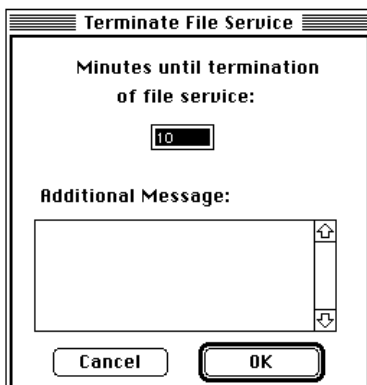 Terminate File Service
Minutes until termination
of file service:
10
Additional Message:
Cancel
OK